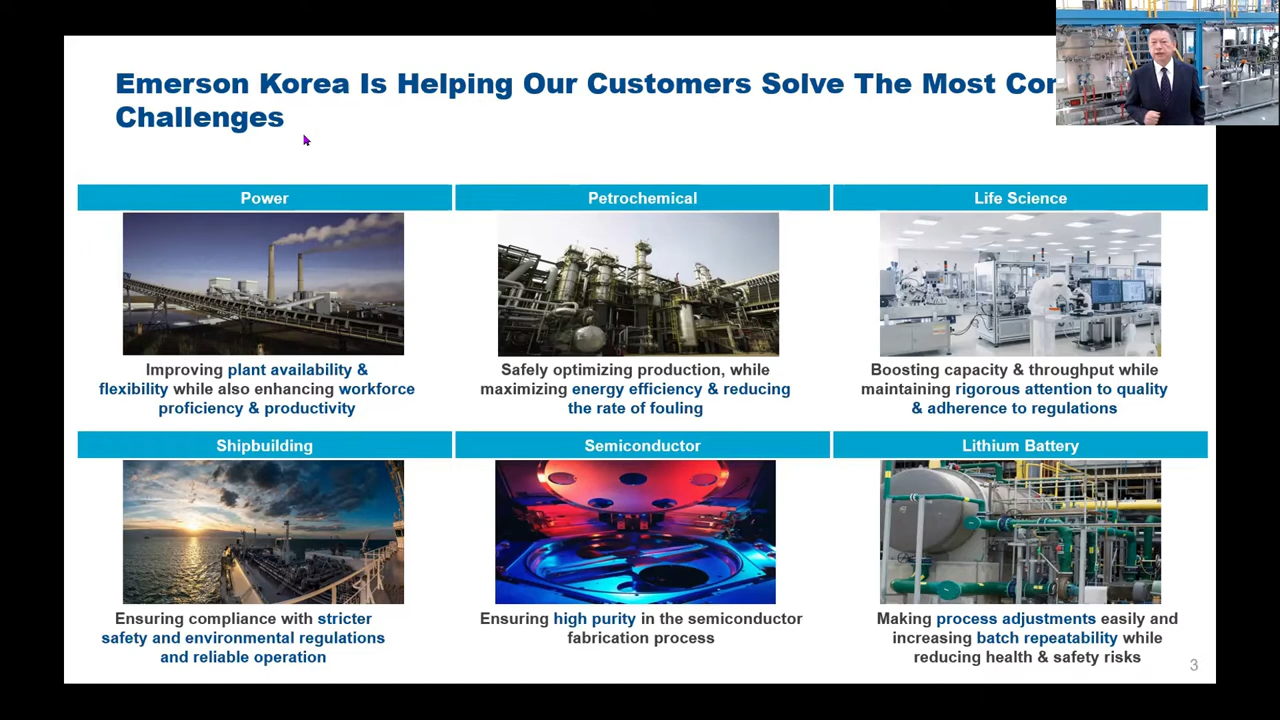 Emerson Korea Is Helping Our Customers Solve The Most
Challenges
Power
Petrochemical
Life Science
Improving plant availability &
flexibility while also enhancing workforce
proficiency & productivity
Safely optimizing production, while
maximizing energy efficiency & reducing
the rate of fouling
Boosting capacity & throughput while
maintaining rigorous attention to quality
& adherence to regulations
Shipbuilding
Semiconductor
Lithium Battery
Ensuring compliance with stricter
safety and environmental regulations
and reliable operation
Ensuring high purity in the semiconductor
fabrication process
Making process adjustments easily and
increasing batch repeatability while
reducing health & safety risks
3